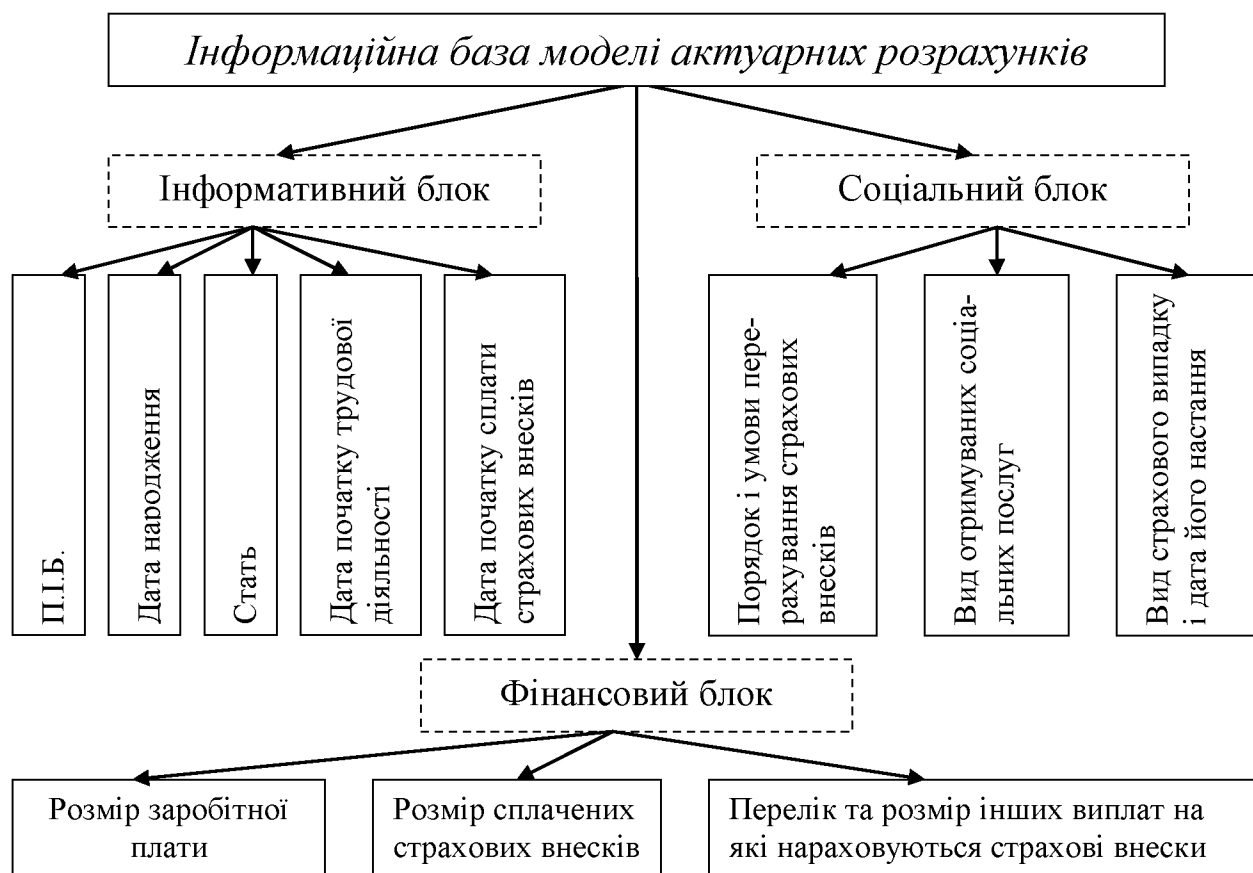 Інформаційна база моделі актуарних розрахунків
Інформативний блок
Соціальний блок
П.І.Б.
Дата народження
Стать
Дата початку трудової
діяльності
Дата початку сплати
страхових внесків
Порядок і умови пере-
рахування страхових
внесків
Вид отримуваних соціа-
льних послуг
Вид страхового випадку
і дата його настання
Фінансовий блок
Розмір заробітної
плати
Розмір сплачених
страхових внесків
Перелік та розмір інших виплат на
які нараховуються страхові внески